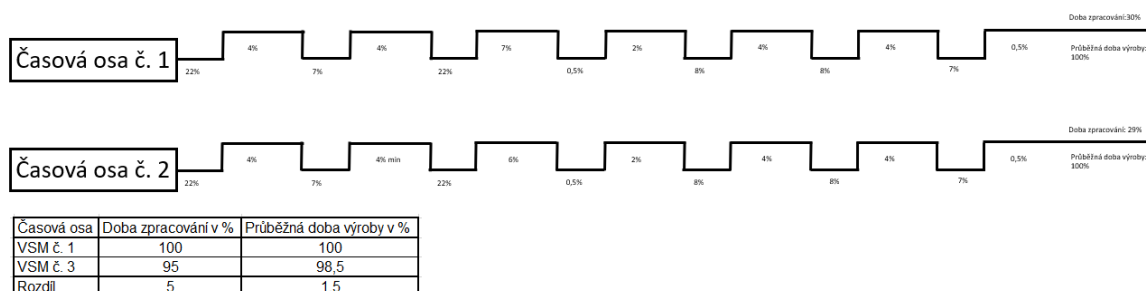 Doba zpracování:30%
Časová osa č. 1
4%
4%
7%
2%
4%
4%
0,5%
Průběžná doba výroby:
100%
22%
7%
22%
0,5%
8%
8%
7%
Doba zpracování: 29%
Časová osa č. 2
4%
4% min
6%
2%
4%
4%
0,5%
Průběžná doba výroby:
100%
22%
7%
22%
0,5%
8%
8%
7%
Časová osa Doba zpracování v % Průběžná doba výroby v %
VSM č. 1 100 100
VSM č. 3 95 98,5
Rozdíl 5 1,5